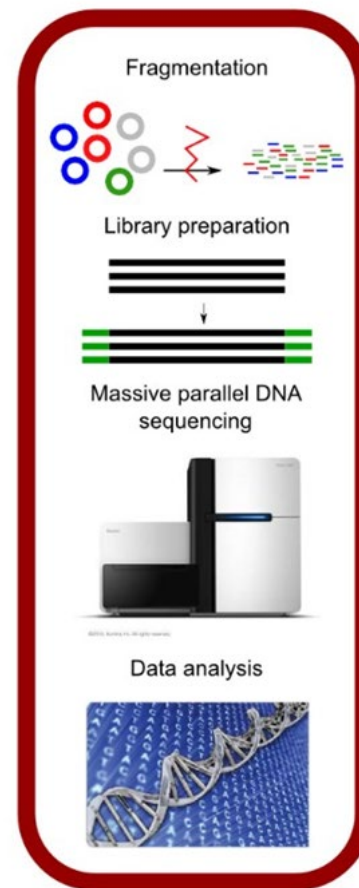 Fragmentation
Library preparation
Massive parallel DNA
sequencing
Data analysis